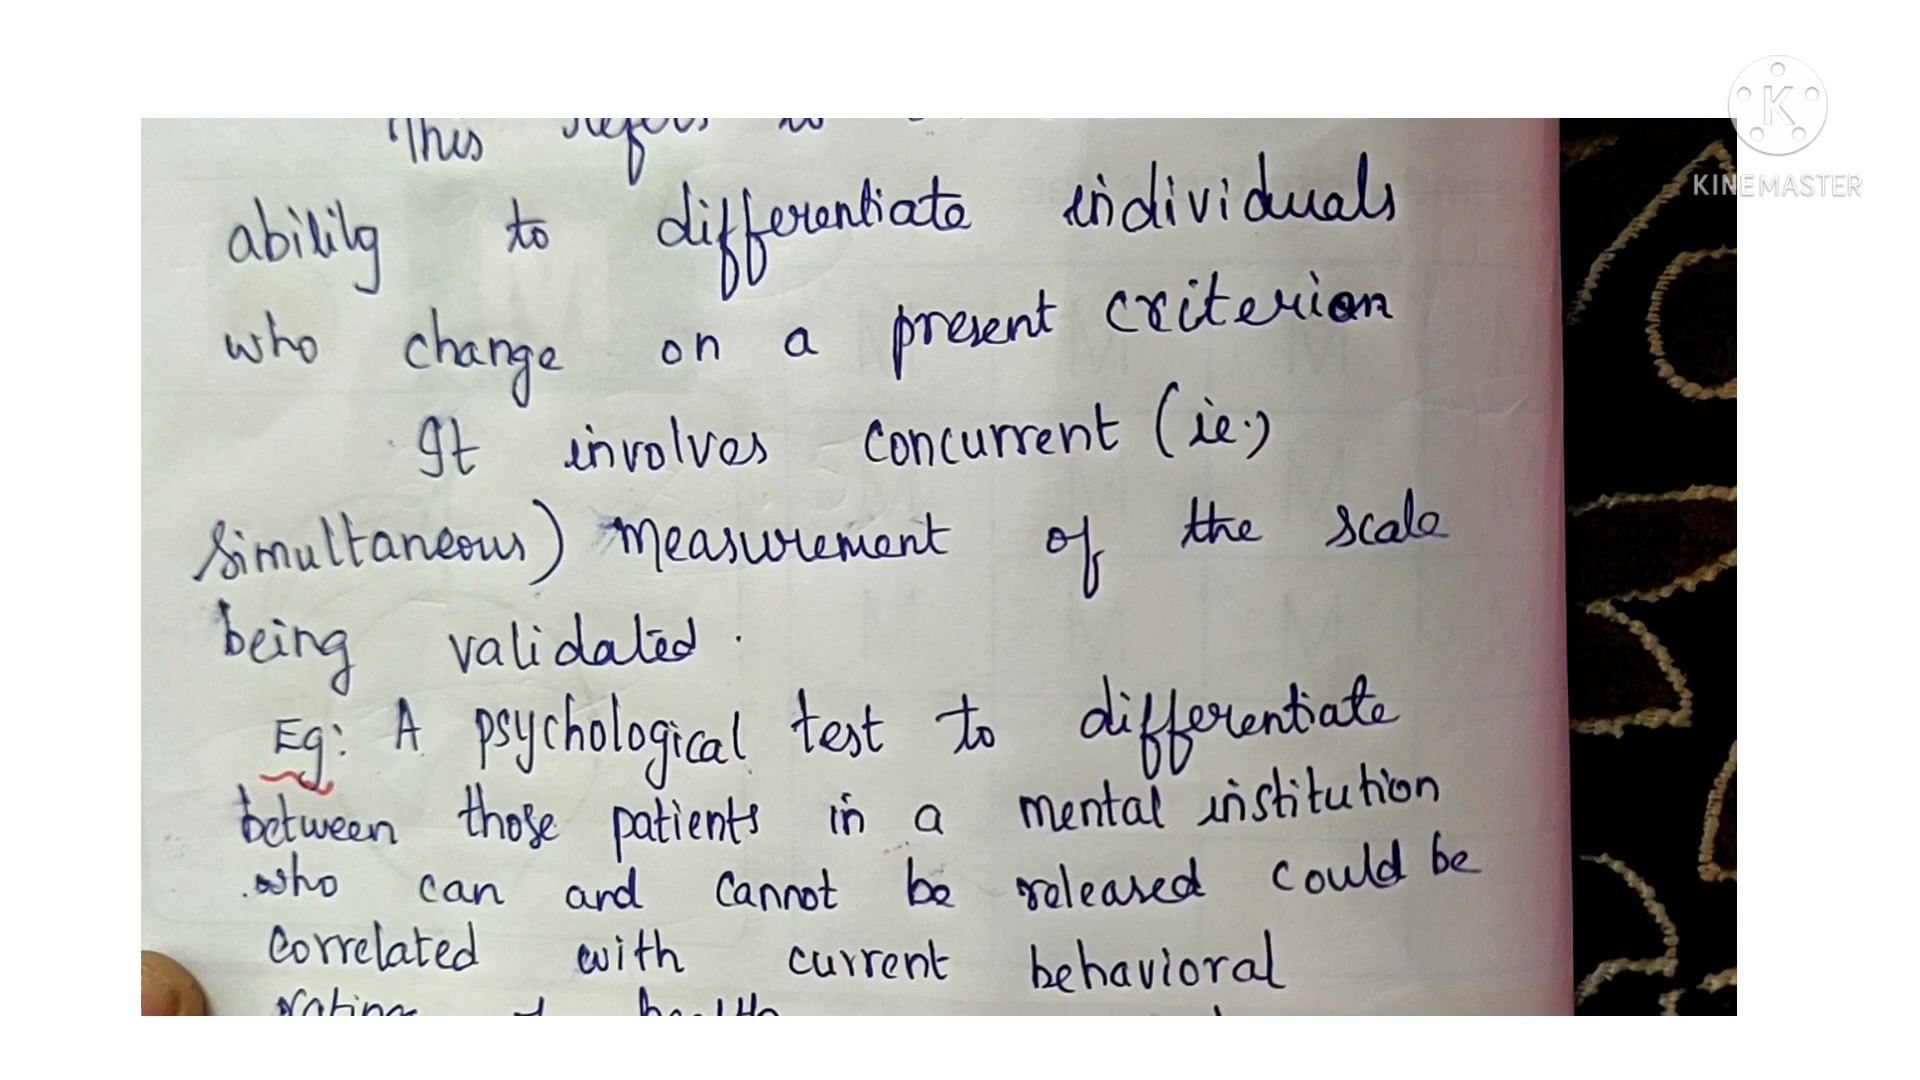 This refers to
ability to differentiate individuals
who change on a present criterion
It involves concurrent (ie.,
simultaneous) measurement of the scale
being validated.
Eg: A psychological test to differentiate
between those patients in a mental institution
who can and cannot be released could be
correlated with current behavioral
K
KINEMASTER